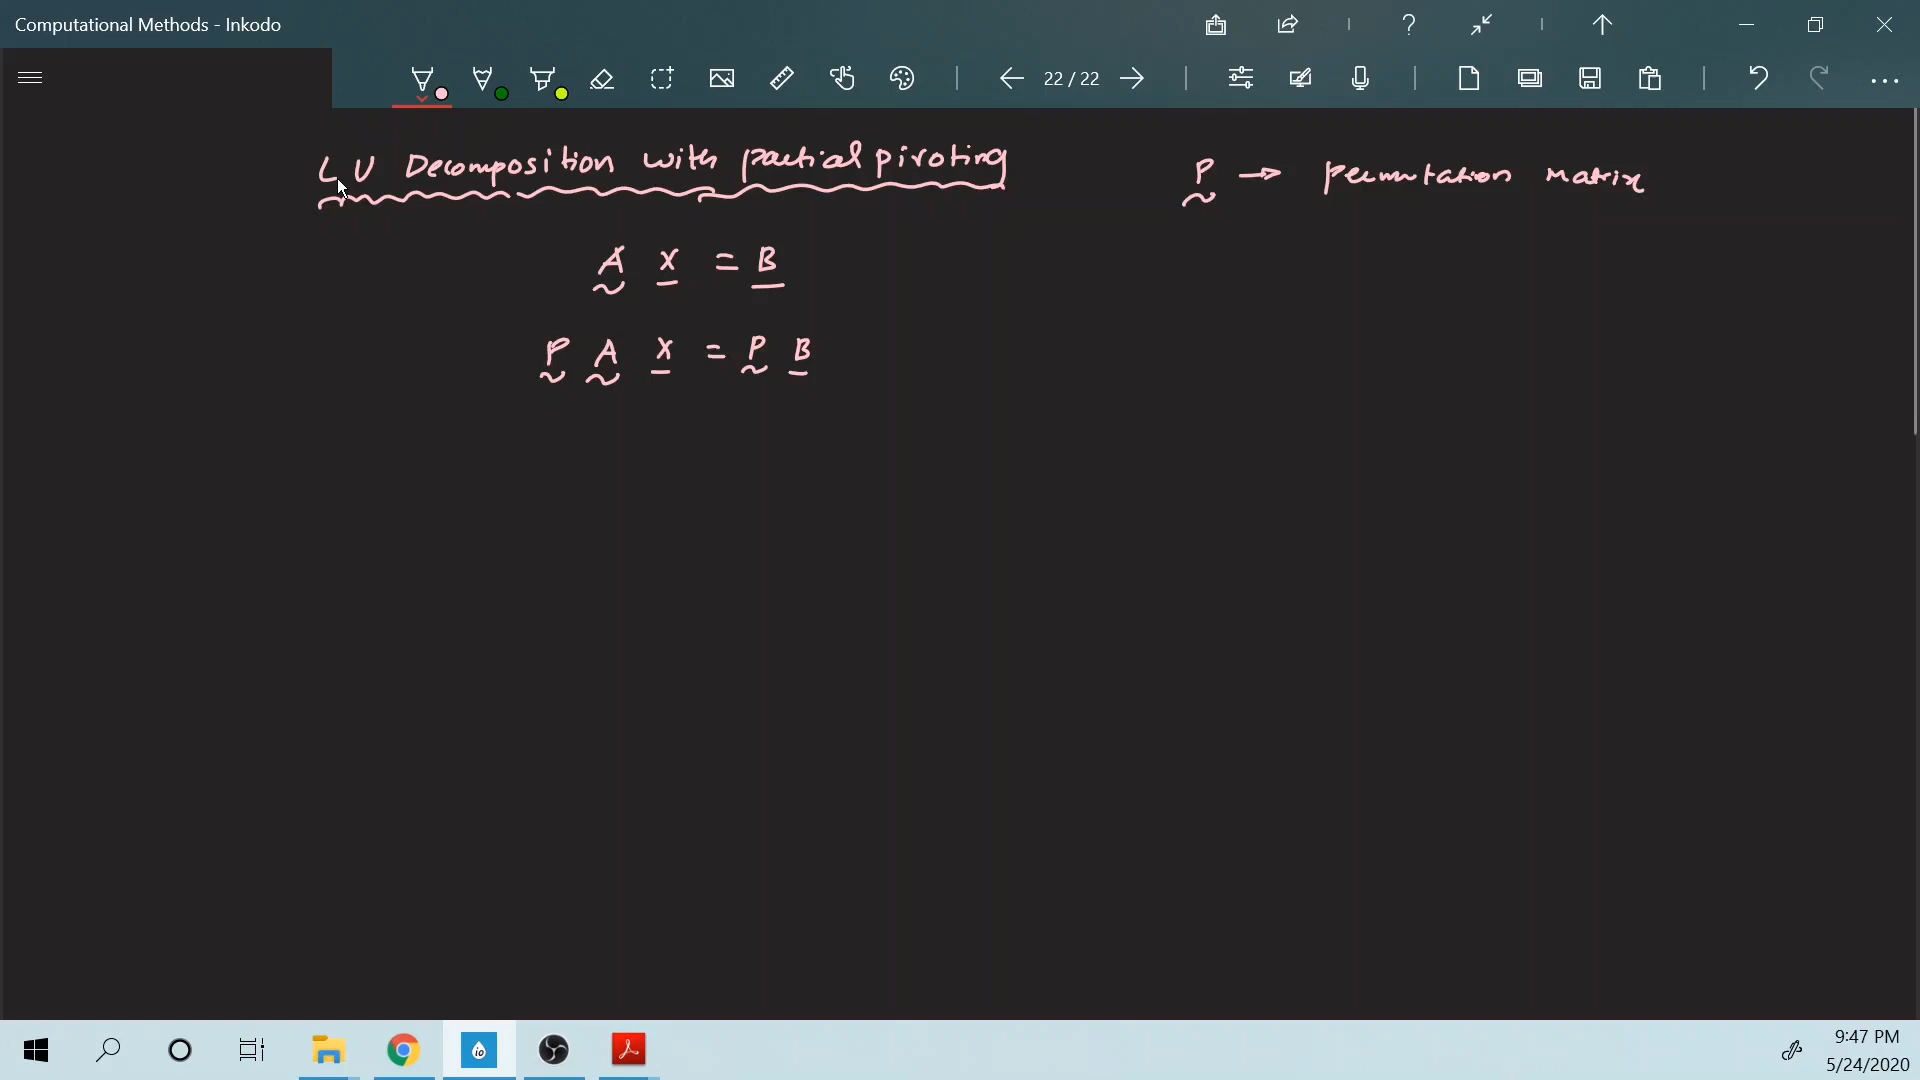 Computational Methods - Inkodo
22 / 22
LU Decomposition with partial pivoting
P → permutation matrix
A X = B
P A X = P B
9:47 PM
5/24/2020